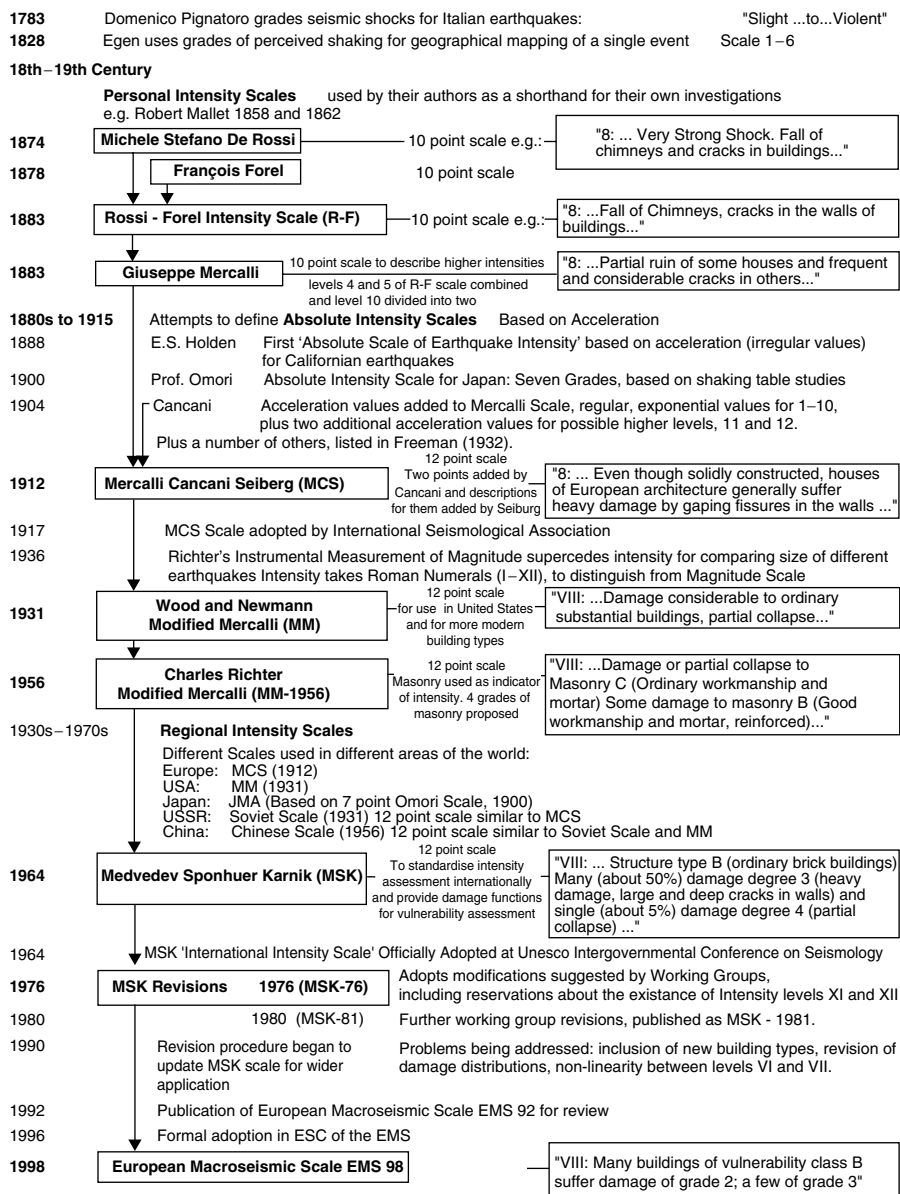 1783 Domenico Pignatoro grades seismic shocks for Italian earthquakes: "Slight ...to...Violent"
1828 Egen uses grades of perceived shaking for geographical mapping of a single event Scale 1–6
18th–19th Century
Personal Intensity Scales used by their authors as a shorthand for their own investigations
e.g. Robert Mallet 1858 and 1862
1874 Michele Stefano De Rossi 10 point scale e.g.:
"8: ... Very Strong Shock. Fall of
chimneys and cracks in buildings..."
1878 François Forel 10 point scale
1883 Rossi - Forel Intensity Scale (R-F) 10 point scale e.g.:
"8: ...Fall of Chimneys, cracks in the walls of
buildings..."
1883 Giuseppe Mercalli
10 point scale to describe higher intensities
levels 4 and 5 of R-F scale combined
and level 10 divided into two
"8: ...Partial ruin of some houses and frequent
and considerable cracks in others..."
1880s to 1915 Attempts to define Absolute Intensity Scales Based on Acceleration
1888 E.S. Holden First 'Absolute Scale of Earthquake Intensity' based on acceleration (irregular values)
for Californian earthquakes
1900 Prof. Omori Absolute Intensity Scale for Japan: Seven Grades, based on shaking table studies
1904 Cancani Acceleration values added to Mercalli Scale, regular, exponential values for 1–10,
plus two additional acceleration values for possible higher levels, 11 and 12.
Plus a number of others, listed in Freeman (1932).
1912 Mercalli Cancani Seiberg (MCS)
12 point scale
Two points added by
Cancani and descriptions
for them added by Seiburg
"8: ... Even though solidly constructed, houses
of European architecture generally suffer
heavy damage by gaping fissures in the walls ..."
1917 MCS Scale adopted by International Seismological Association
1936 Richter's Instrumental Measurement of Magnitude supercedes intensity for comparing size of different
earthquakes Intensity takes Roman Numerals (I–XII), to distinguish from Magnitude Scale
1931 Wood and Newmann
Modified Mercalli (MM)
12 point scale
for use in United States
and for more modern
building types
"VIII: ...Damage considerable to ordinary
substantial buildings, partial collapse..."
1956 Charles Richter
Modified Mercalli (MM-1956)
12 point scale
Masonry used as indicator
of intensity. 4 grades of
masonry proposed
"VIII: ...Damage or partial collapse to
Masonry C (Ordinary workmanship and
mortar) Some damage to masonry B (Good
workmanship and mortar, reinforced)..."
1930s–1970s Regional Intensity Scales
Different Scales used in different areas of the world:
Europe: MCS (1912)
USA: MM (1931)
Japan: JMA (Based on 7 point Omori Scale, 1900)
USSR: Soviet Scale (1931) 12 point scale similar to MCS
China: Chinese Scale (1956) 12 point scale similar to Soviet Scale and MM
1964 Medvedev Sponhuer Karnik (MSK)
12 point scale
To standardise intensity
assessment internationally
and provide damage functions
for vulnerability assessment
"VIII: ... Structure type B (ordinary brick buildings)
Many (about 50%) damage degree 3 (heavy
damage, large and deep cracks in walls) and
single (about 5%) damage degree 4 (partial
collapse) ..."
1964 MSK 'International Intensity Scale' Officially Adopted at Unesco Intergovernmental Conference on Seismology
1976 MSK Revisions 1976 (MSK-76)
Adopts modifications suggested by Working Groups,
including reservations about the existance of Intensity levels XI and XII
1980 1980 (MSK-81) Further working group revisions, published as MSK - 1981.
1990 Revision procedure began to
update MSK scale for wider
application
Problems being addressed: inclusion of new building types, revision of
damage distributions, non-linearity between levels VI and VII.
1992 Publication of European Macroseismic Scale EMS 92 for review
1996 Formal adoption in ESC of the EMS
1998 European Macroseismic Scale EMS 98
"VIII: Many buildings of vulnerability class B
suffer damage of grade 2; a few of grade 3"